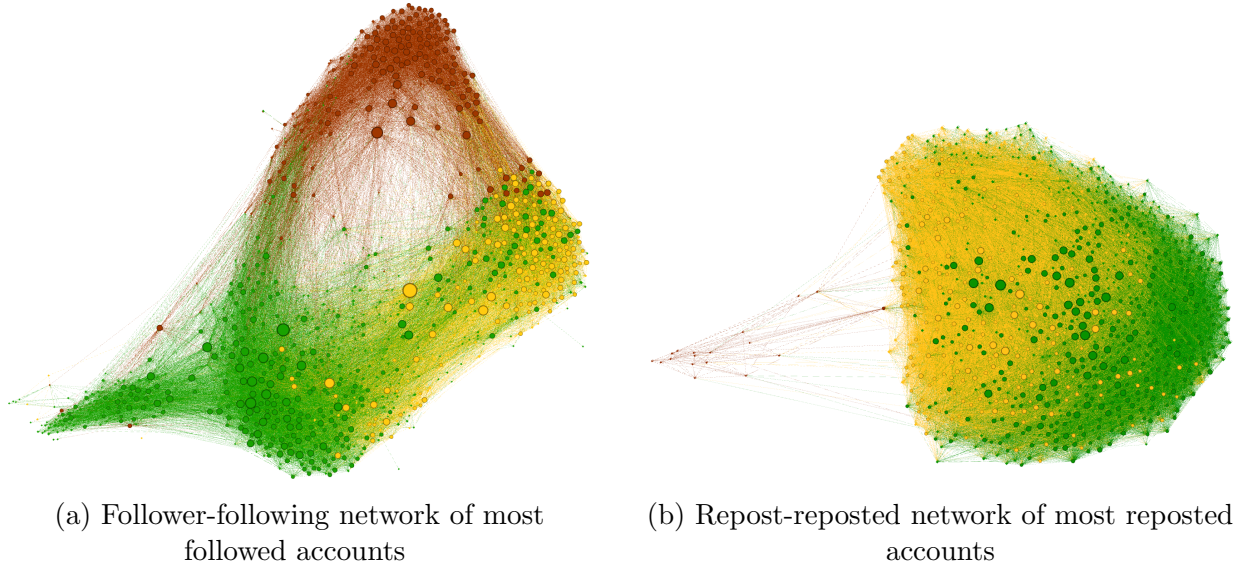 (a) Follower-following network of most
followed accounts
(b) Repost-reposted network of most reposted
accounts